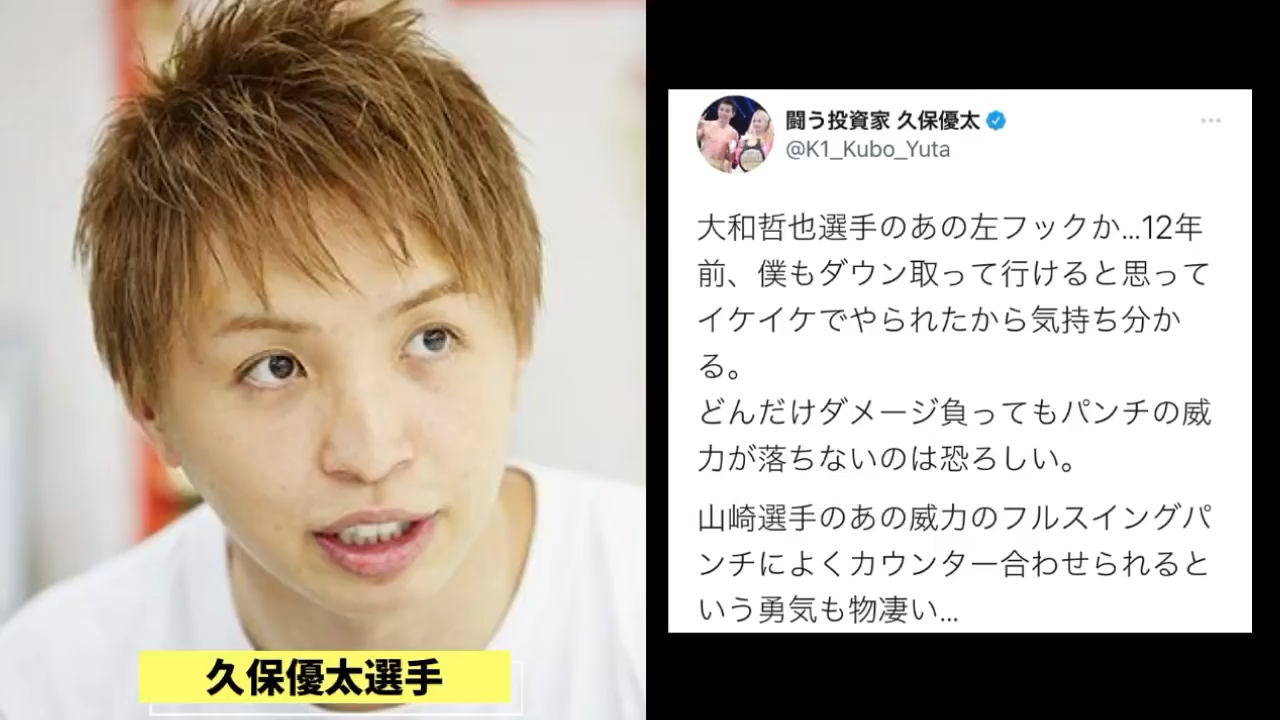 久保優太選手
闘う投資家 久保優太
@K1_Kubo_Yuta
大和哲也選手のあの左フックか...12年
前、僕もダウン取って行けると思って
イケイケでやられたから気持ち分か
る。
どんだけダメージ負ってもパンチの威
力が落ちないのは恐ろしい。
山崎選手のあの威力のフルスイングパ
ンチによくカウンター合わせられると
いう勇気も物凄い...